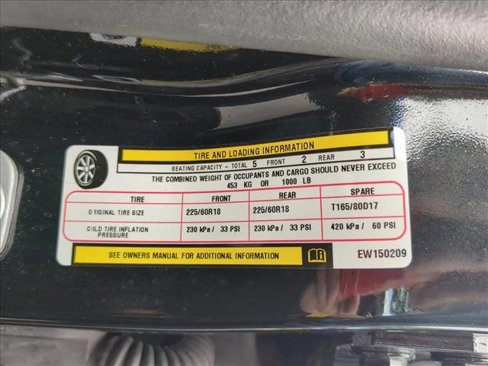 TIRE AND LOADING INFORMATION
SEATING CAPACITY - TOTAL 5 FRONT 2 REAR 3
THE COMBINED WEIGHT OF OCCUPANTS AND CARGO SHOULD NEVER EXCEED
453 KG OR 1000 LB
TIRE FRONT REAR SPARE
ORIGINAL TIRE SIZE 225/60R18 225/60R18 T165/80D17
COLD TIRE INFLATION PRESSURE 230 kPa / 33 PSI 230 kPa / 33 PSI 420 kPa / 60 PSI
SEE OWNERS MANUAL FOR ADDITIONAL INFORMATION EW150209